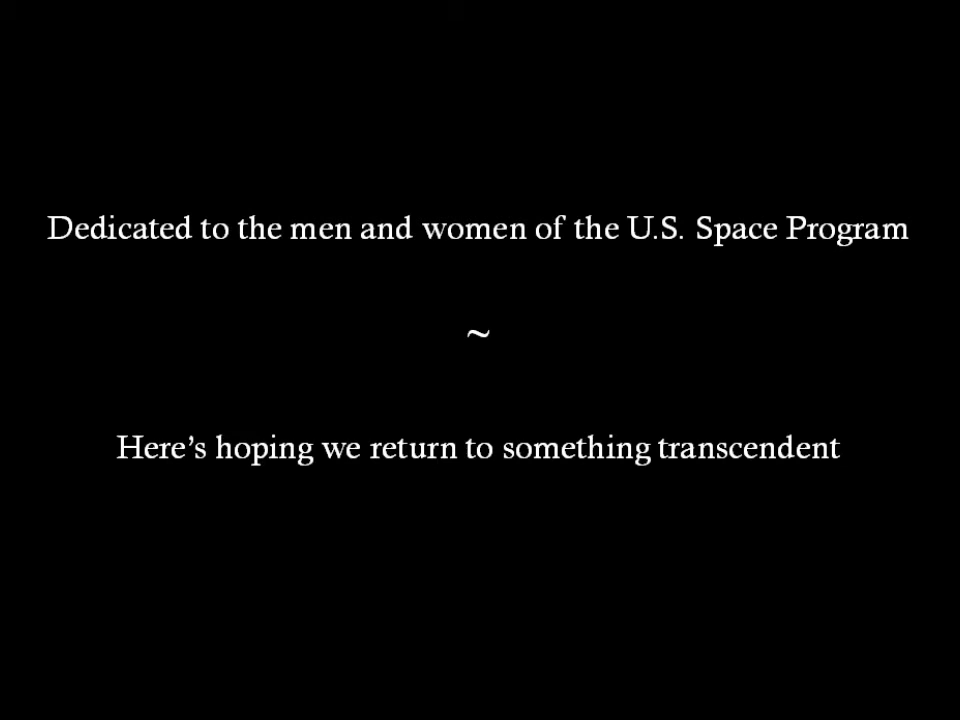 Dedicated to the men and women of the U.S. Space Program
~
Here’s hoping we return to something transcendent